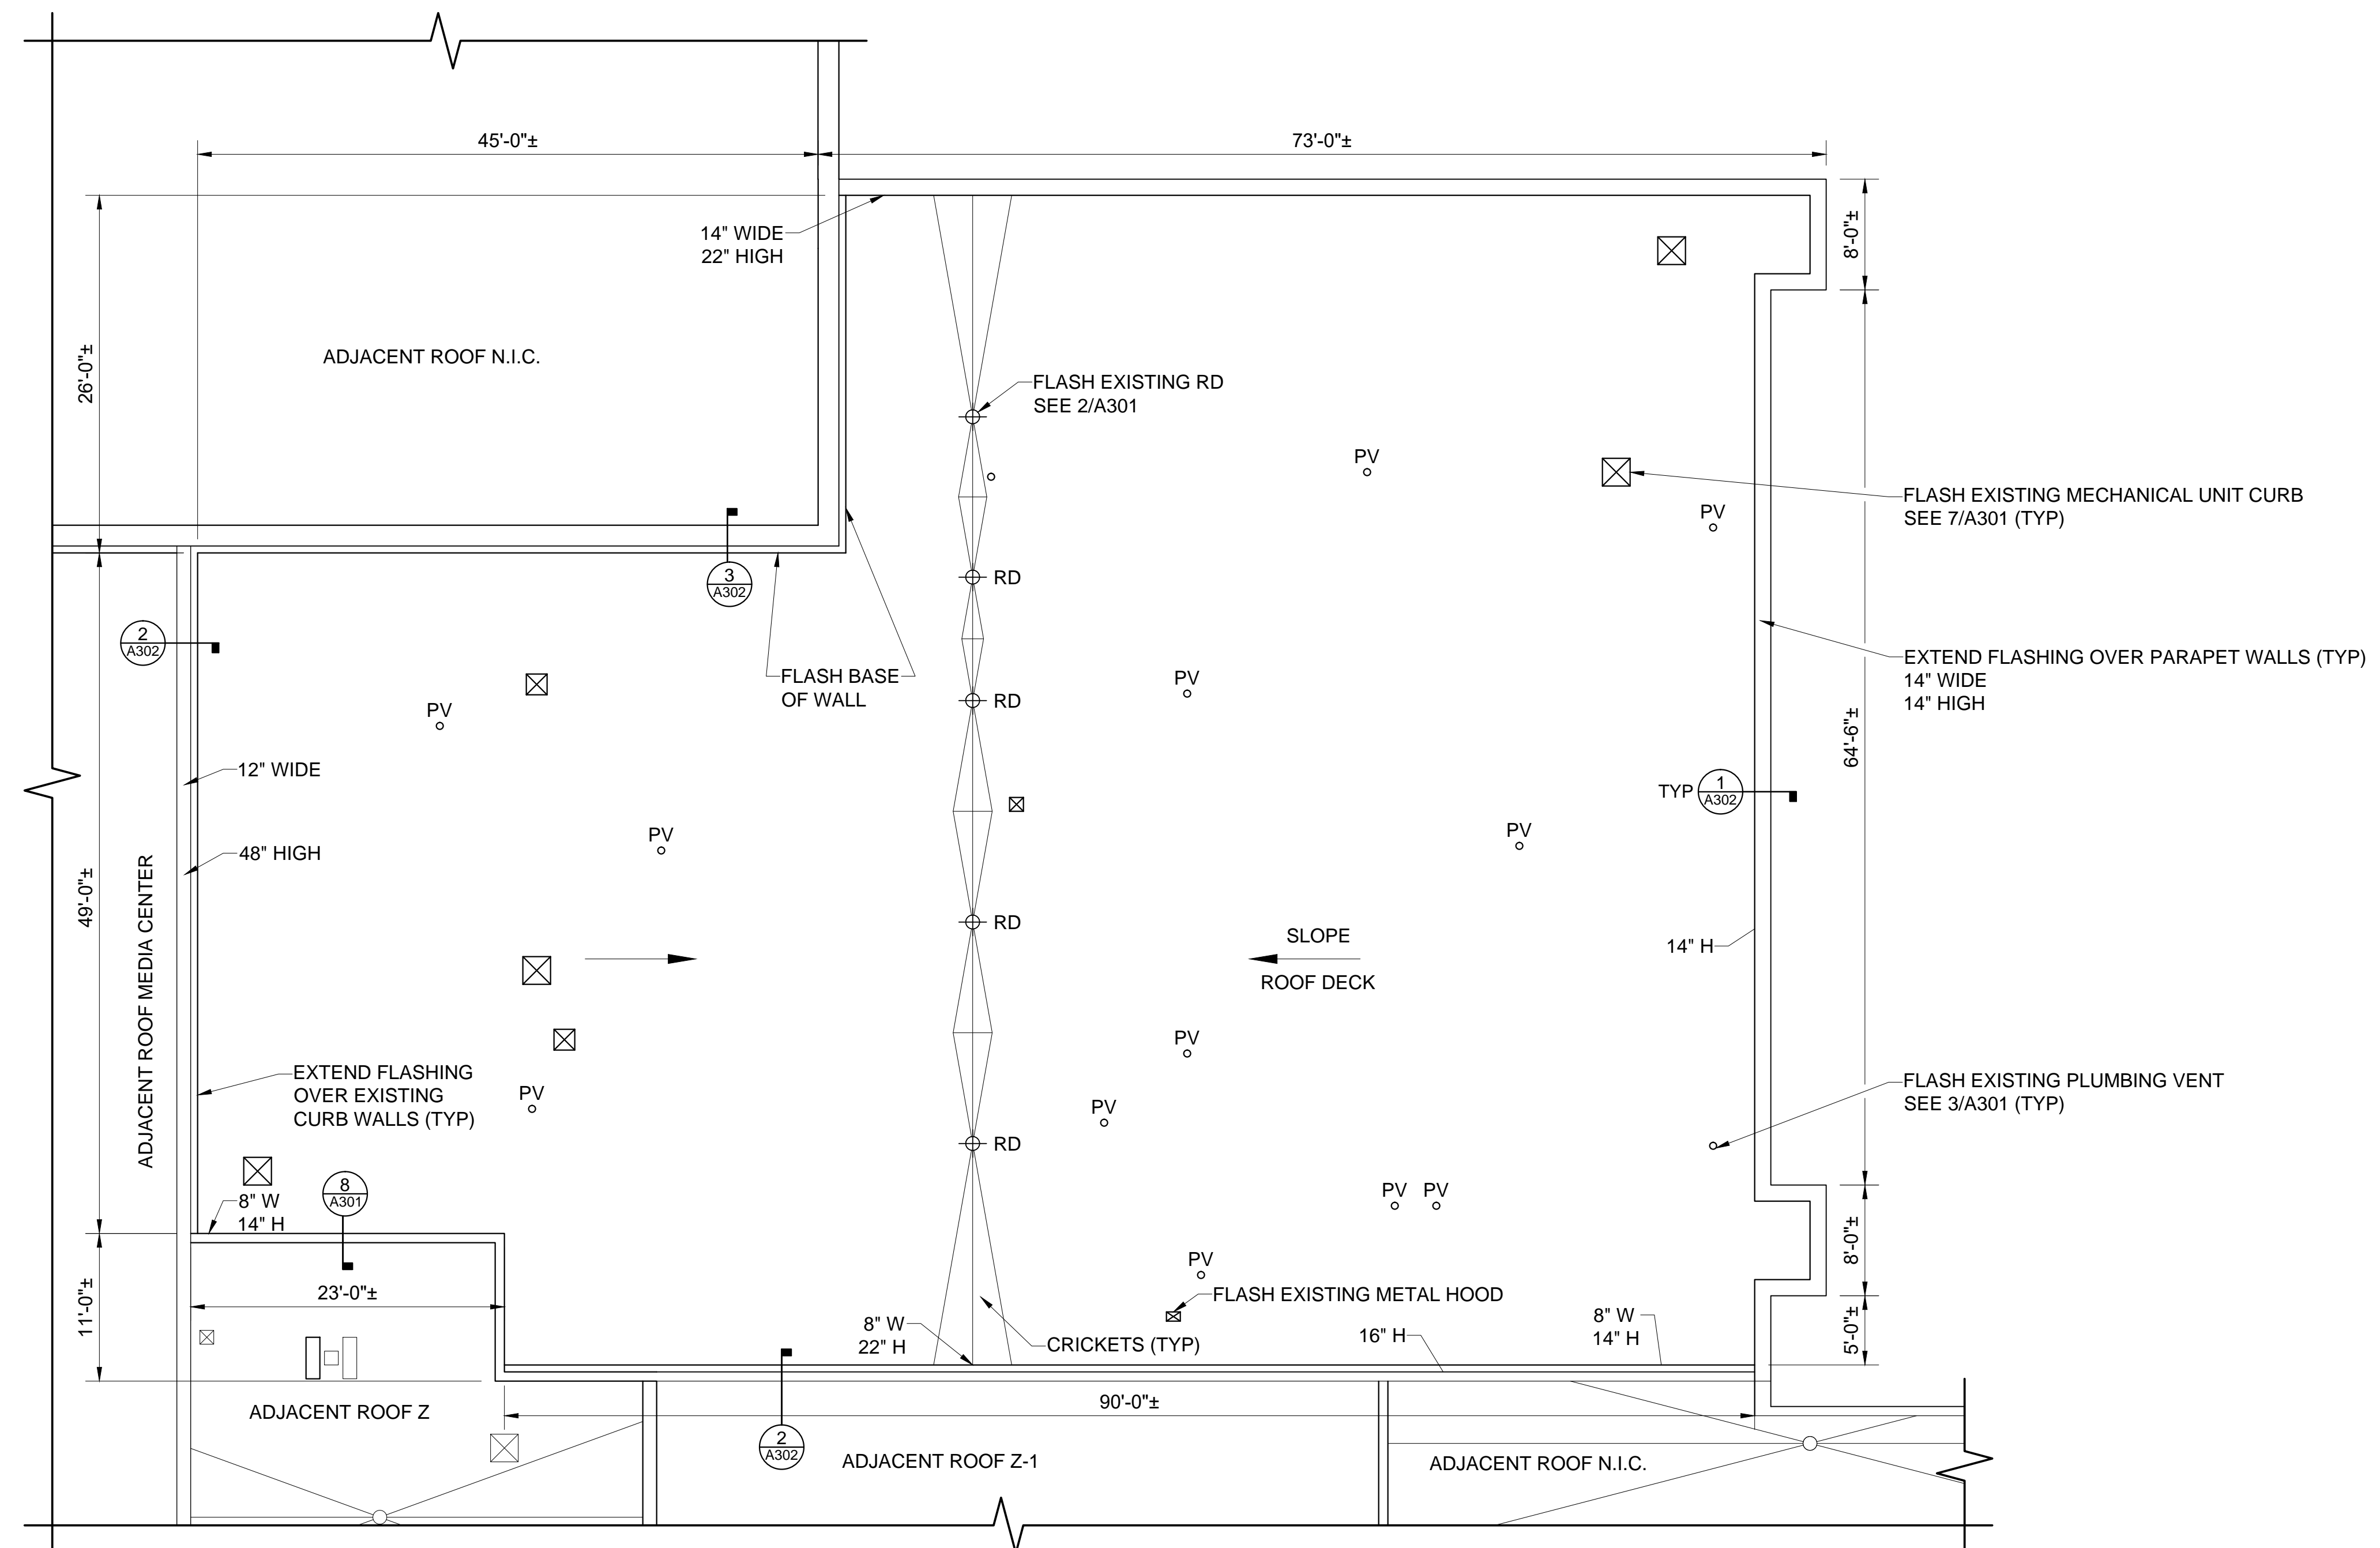 45'-0"±
73'-0"±
14" WIDE
22" HIGH
8'-0"±
26'-0"±
ADJACENT ROOF N.I.C.
FLASH EXISTING RD
SEE 2/A301
PV
FLASH EXISTING MECHANICAL UNIT CURB
SEE 7/A301 (TYP)
PV
3
A302
RD
2
A302
FLASH BASE
OF WALL
PV
RD
EXTEND FLASHING OVER PARAPET WALLS (TYP)
14" WIDE
14" HIGH
PV
64'-6"±
12" WIDE
TYP
1
A302
PV
PV
48" HIGH
49'-0"±
ADJACENT ROOF MEDIA CENTER
RD
SLOPE
ROOF DECK
14" H
PV
EXTEND FLASHING
OVER EXISTING
CURB WALLS (TYP)
PV
PV
FLASH EXISTING PLUMBING VENT
SEE 3/A301 (TYP)
RD
8" W
14" H
8
A301
PV
PV
8'-0"±
PV
23'-0"±
FLASH EXISTING METAL HOOD
11'-0"±
8" W
22" H
CRICKETS (TYP)
16" H
8" W
14" H
5'-0"±
ADJACENT ROOF Z
90'-0"±
2
A302
ADJACENT ROOF Z-1
ADJACENT ROOF N.I.C.